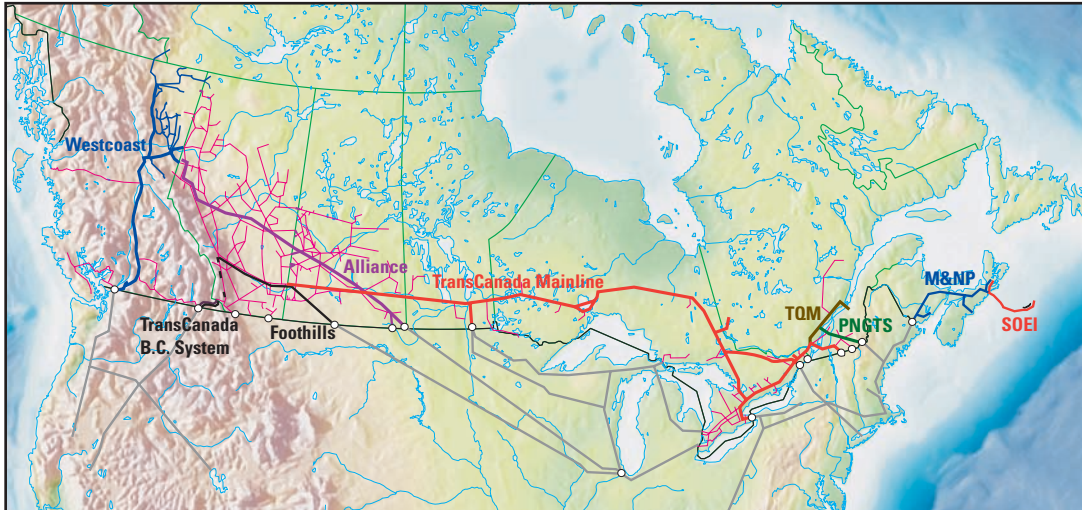 Westcoast
Alliance
TransCanada Mainline
TransCanada
B.C. System
Foothills
TQM
PNGTS
M&NP
SOEI